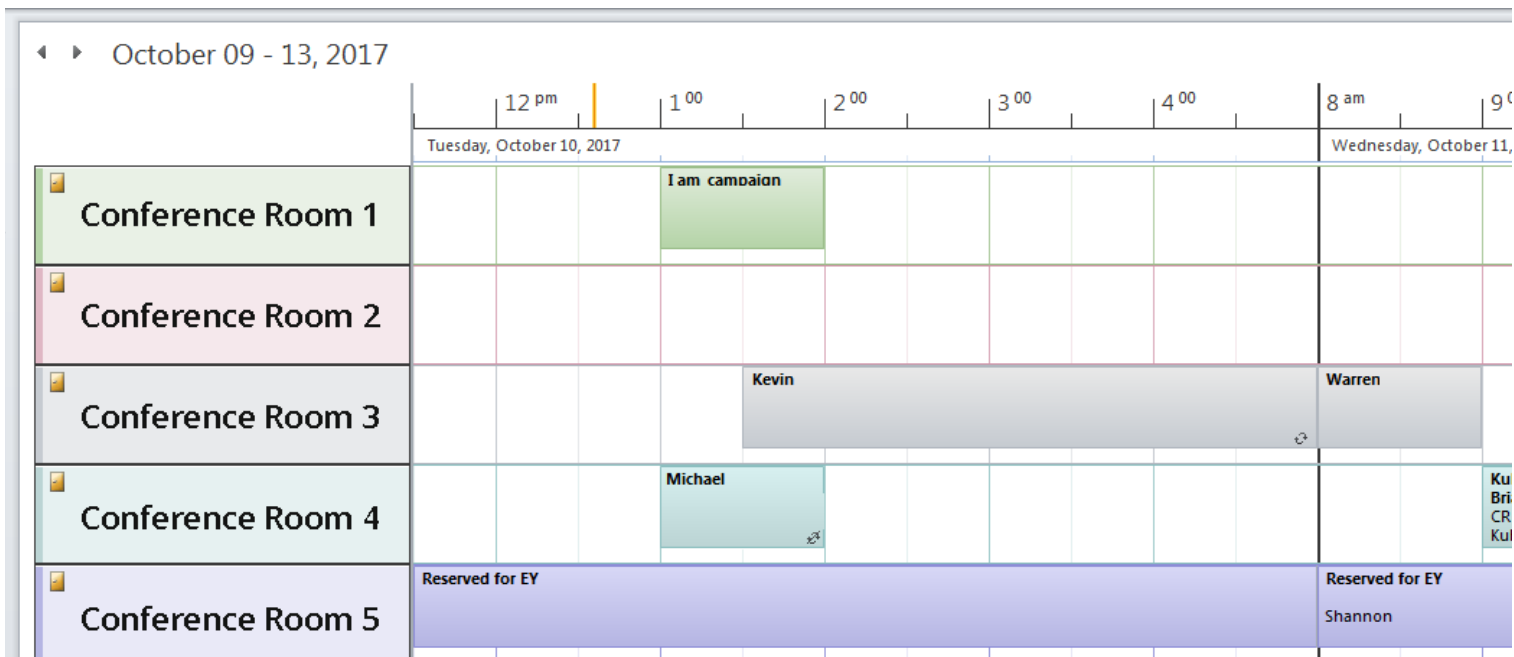 October 09 - 13, 2017
12 pm 1 00 2 00 3 00 4 00 8 am
Tuesday, October 10, 2017 Wednesday, October 11,
Conference Room 1
I am campaign
Conference Room 2
Conference Room 3
Kevin
Warren
Conference Room 4
Michael
CR
Conference Room 5
Reserved for EY
Reserved for EY
Shannon